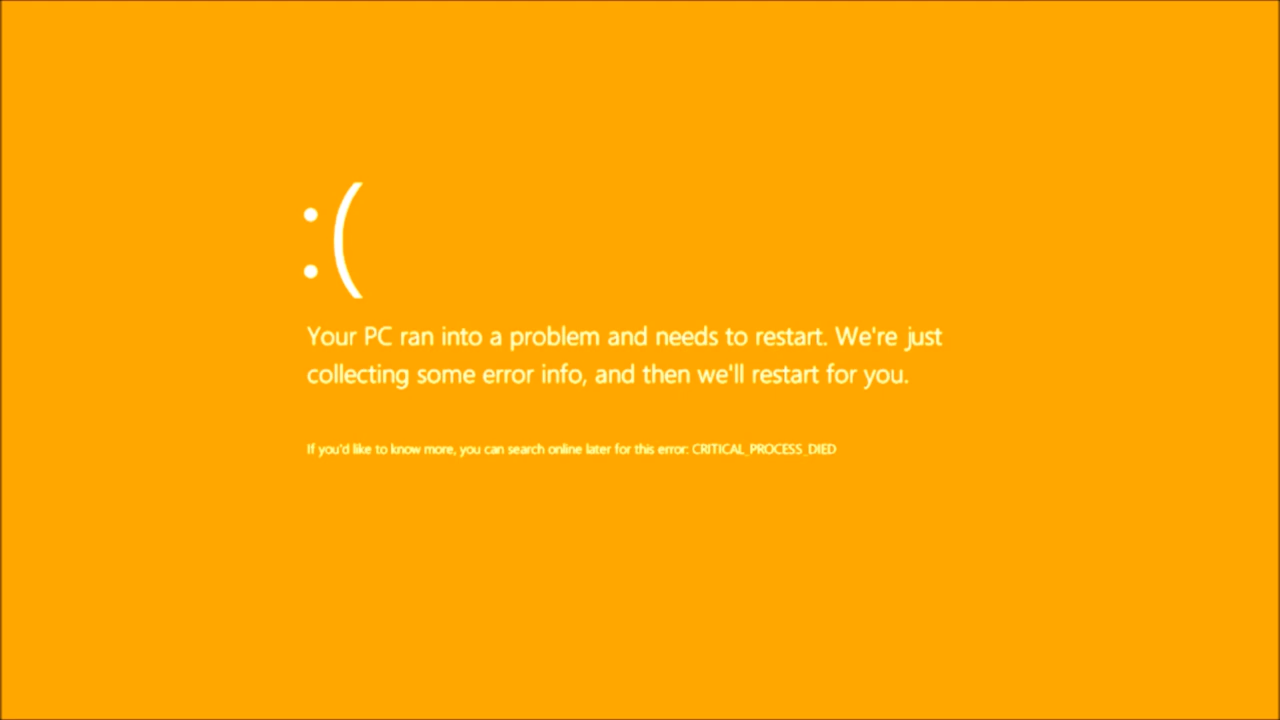 :(
Your PC ran into a problem and needs to restart. We're just
collecting some error info, and then we'll restart for you.
If you'd like to know more, you can search online later for this error: CRITICAL_PROCESS_DIED